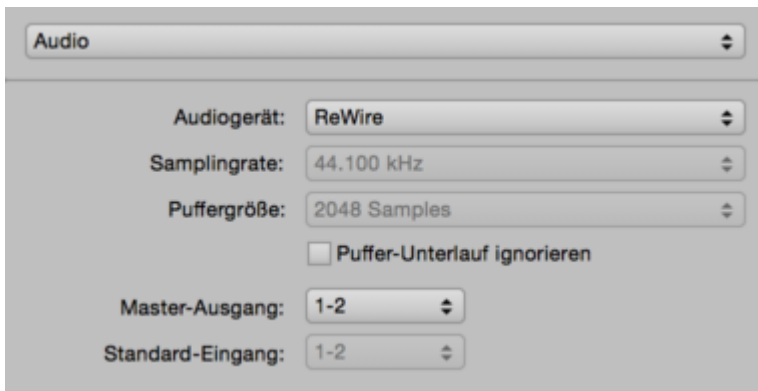 Audio
Audiogerät: ReWire
Samplingrate: 44.100 kHz
Puffergröße: 2048 Samples
Puffer-Unterlauf ignorieren
Master-Ausgang: 1-2
Standard-Eingang: 1-2